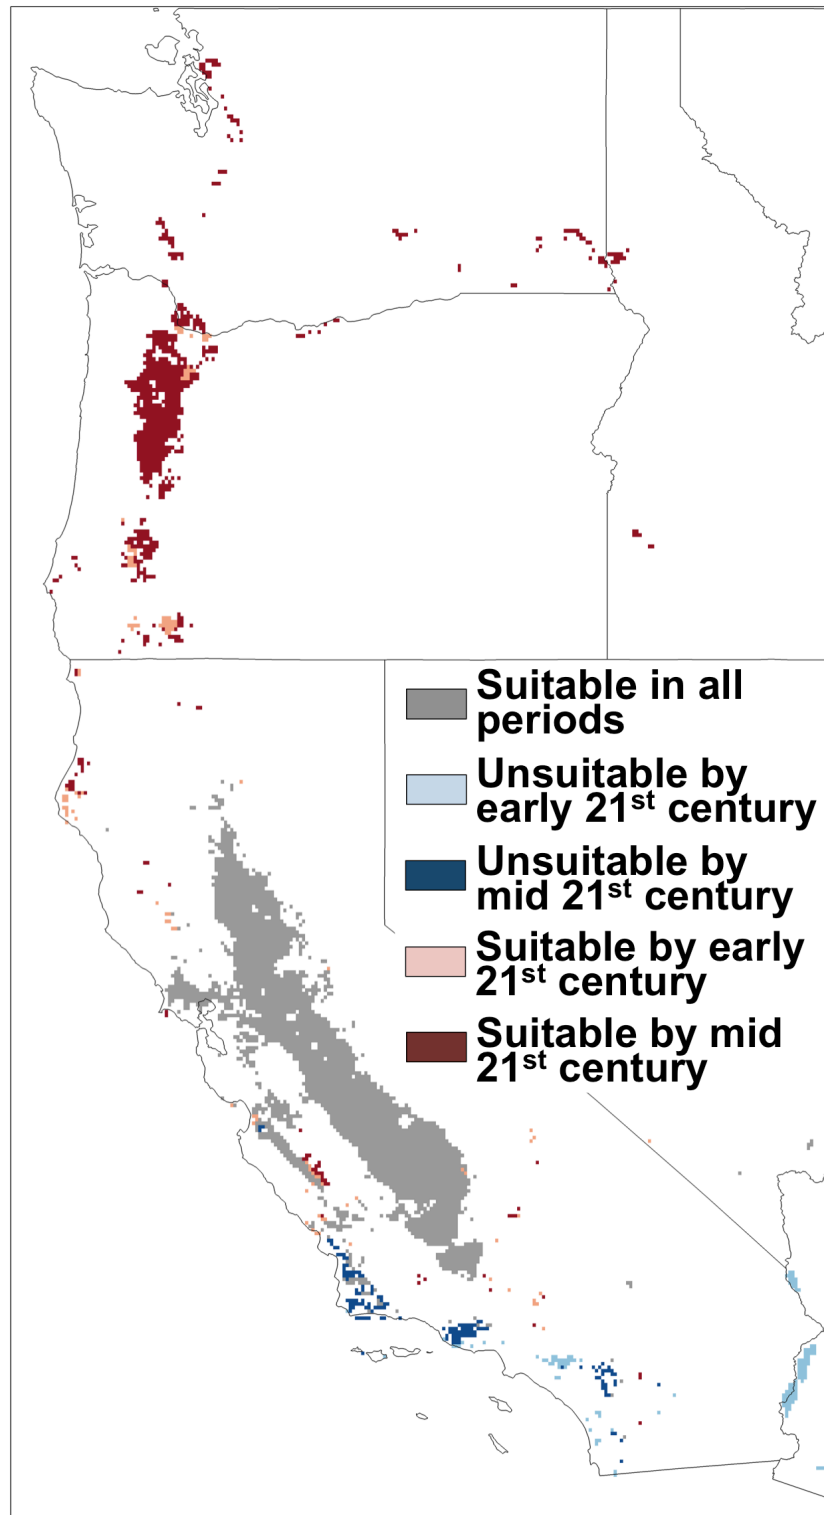 Suitable in all
periods
Unsuitable by
early 21st century
Unsuitable by
mid 21st century
Suitable by early
21st century
Suitable by mid
21st century